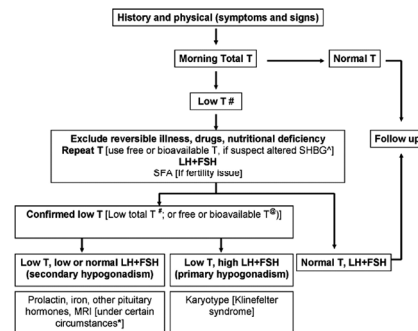 History and physical (symptoms and signs)
Morning Total T
Normal T
Low T #
Exclude reversible illness, drugs, nutritional deficiency
Repeat T [use free or bioavailable T, if suspect altered SHBG^]
LH+FSH
SFA [If fertility issue]
Follow up
Confirmed low T [Low total T #; or free or bioavailable T@)]
Low T, low or normal LH+FSH
(secondary hypogonadism)
Low T, high LH+FSH
(primary hypogonadism)
Normal T, LH+FSH
Prolactin, iron, other pituitary
hormones, MRI [under certain
circumstances*]
Karyotype [Klinefelter
syndrome]